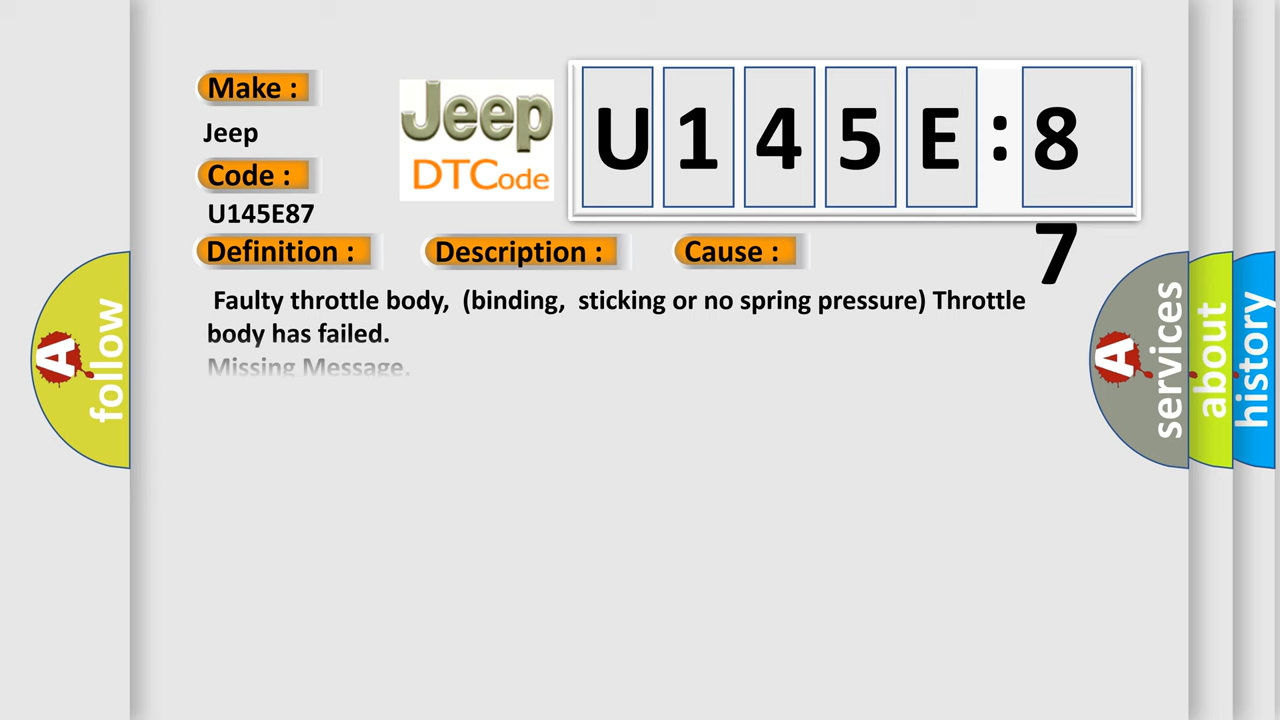 Make :
Jeep
Code :
U145E87
Jeep
DTCode
U145E:8
7
Definition :
Description :
Cause :
Faulty throttle body, (binding, sticking or no spring pressure) Throttle
body has failed.
Missing Message.
A follow
A services
about
history